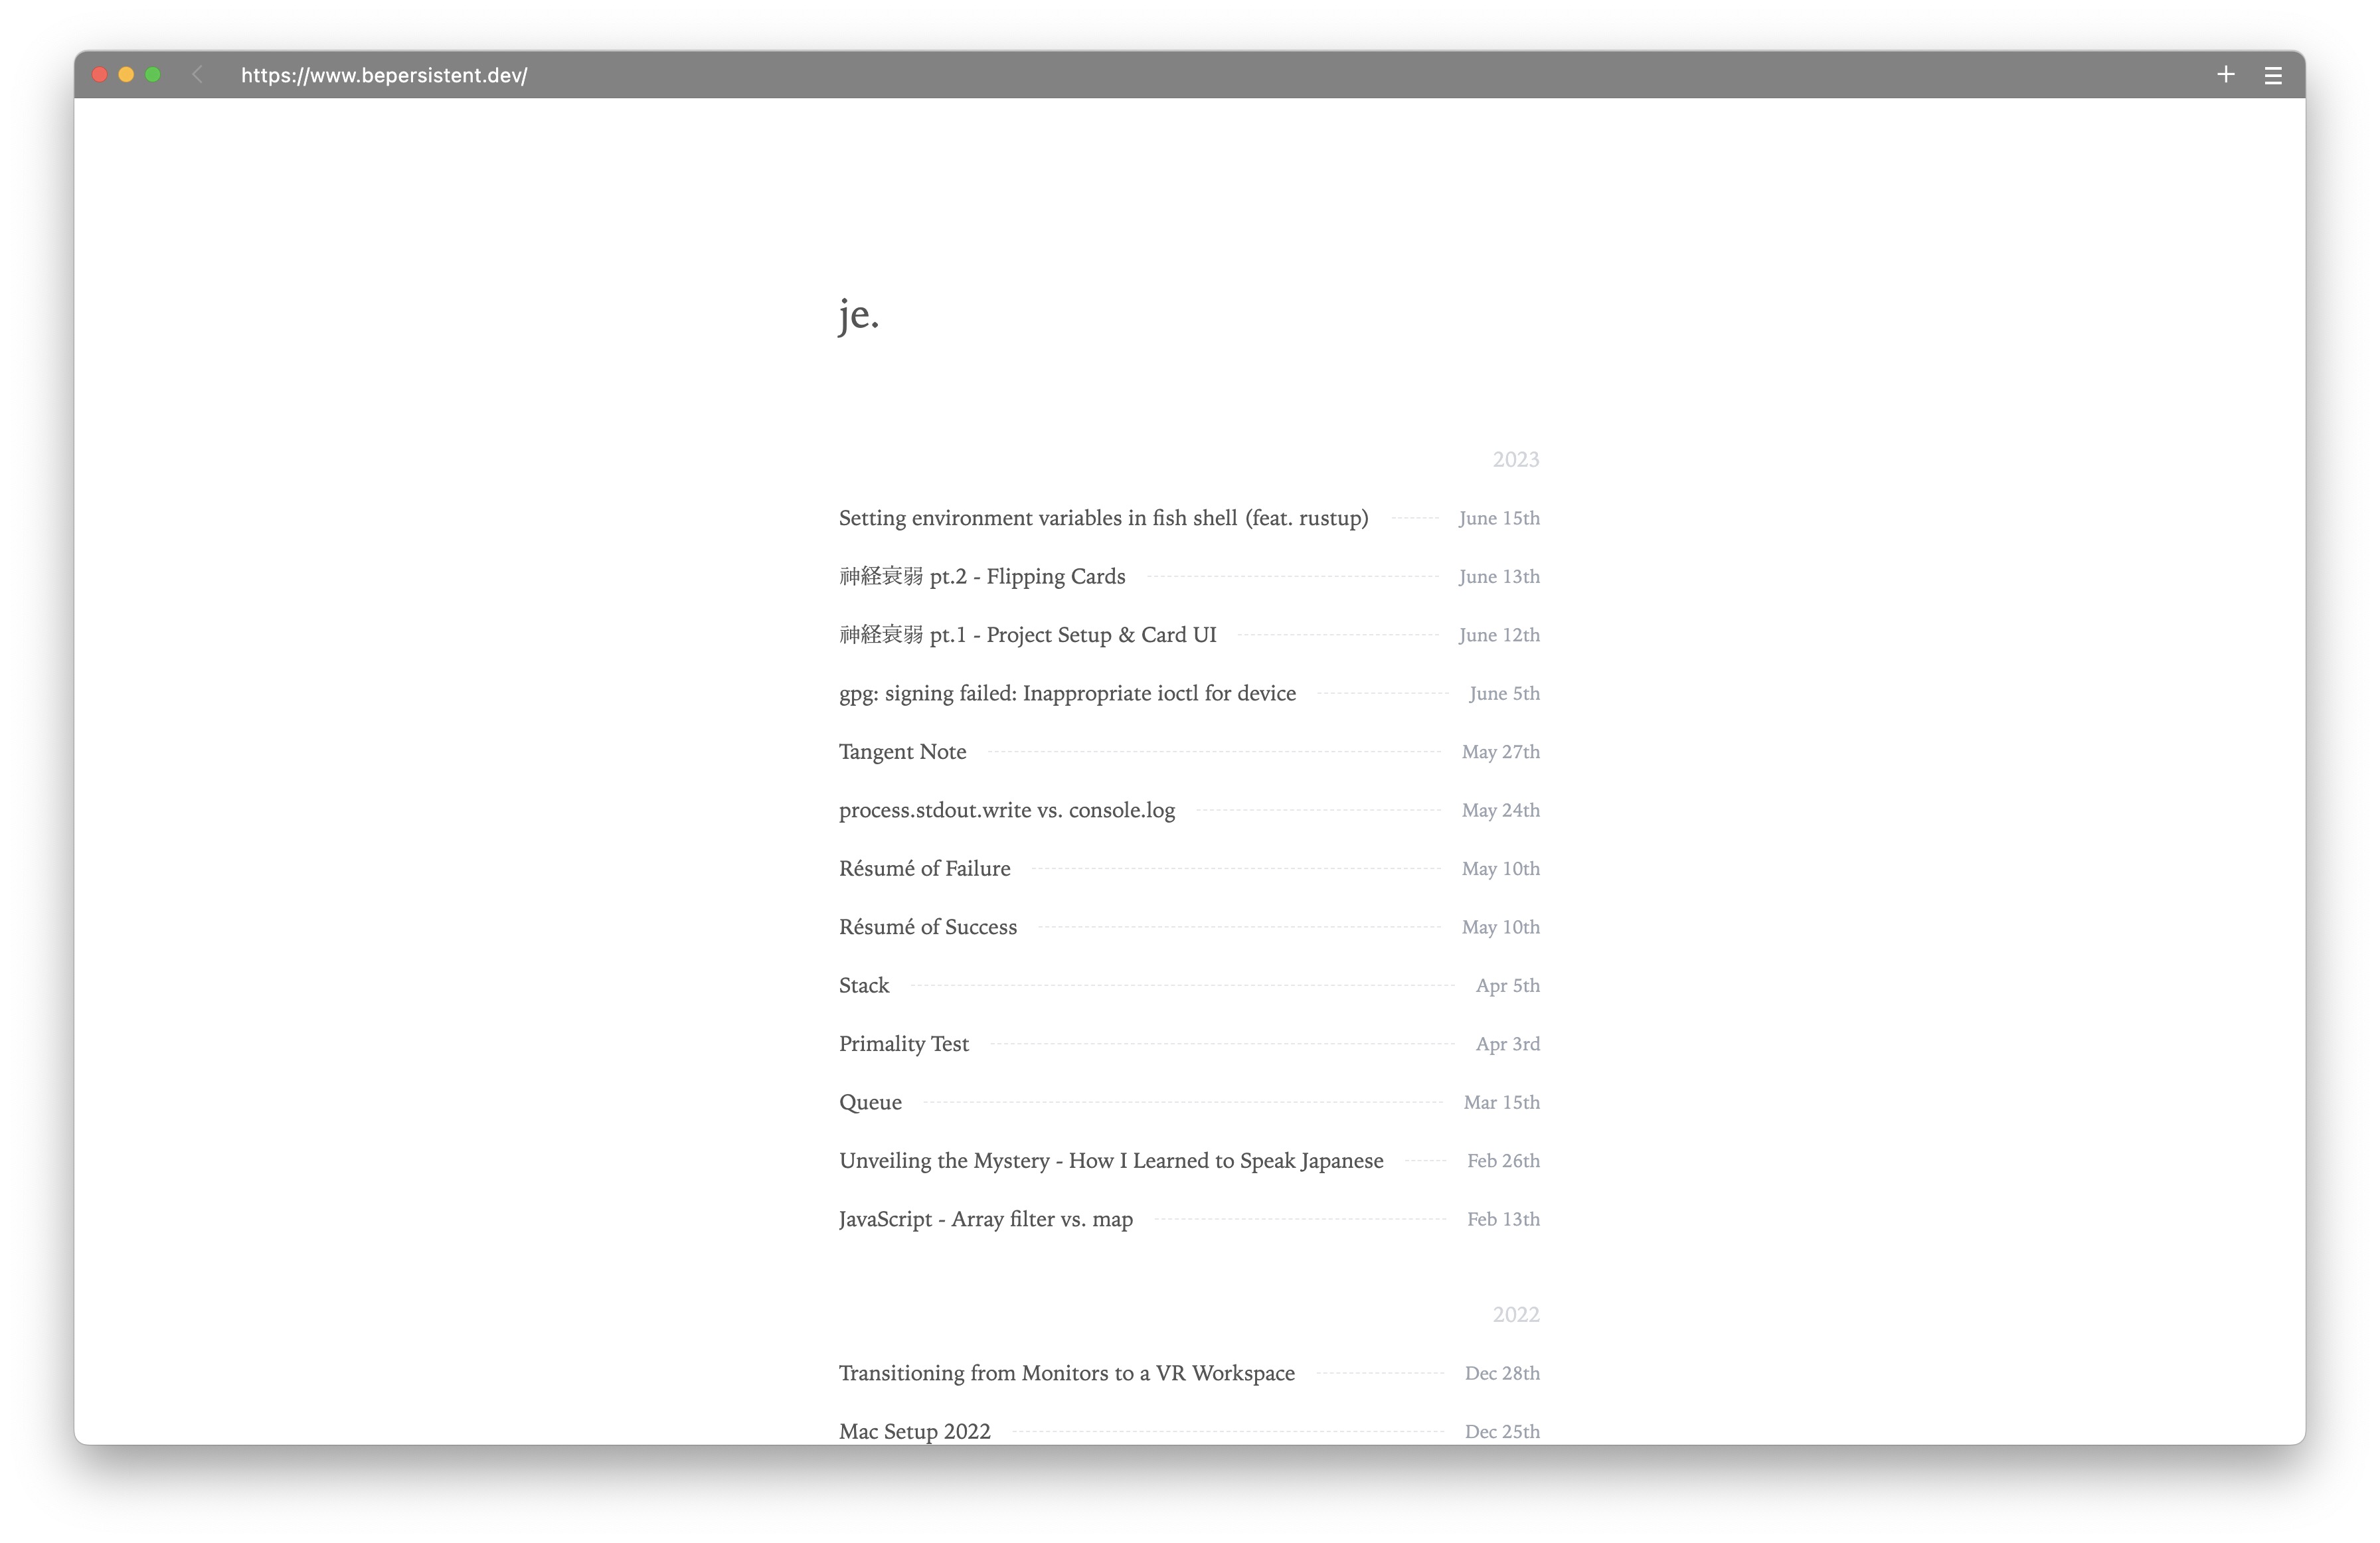 https://www.bepersistent.dev/
je.
2023
Setting environment variables in fish shell (feat. rustup) June 15th
神経衰弱 pt.2 - Flipping Cards June 13th
神経衰弱 pt.1 - Project Setup & Card UI June 12th
gpg: signing failed: Inappropriate ioctl for device June 5th
Tangent Note May 27th
process.stdout.write vs. console.log May 24th
Résumé of Failure May 10th
Résumé of Success May 10th
Stack Apr 5th
Primality Test Apr 3rd
Queue Mar 15th
Unveiling the Mystery - How I Learned to Speak Japanese Feb 26th
JavaScript - Array filter vs. map Feb 13th
2022
Transitioning from Monitors to a VR Workspace Dec 28th
Mac Setup 2022 Dec 25th